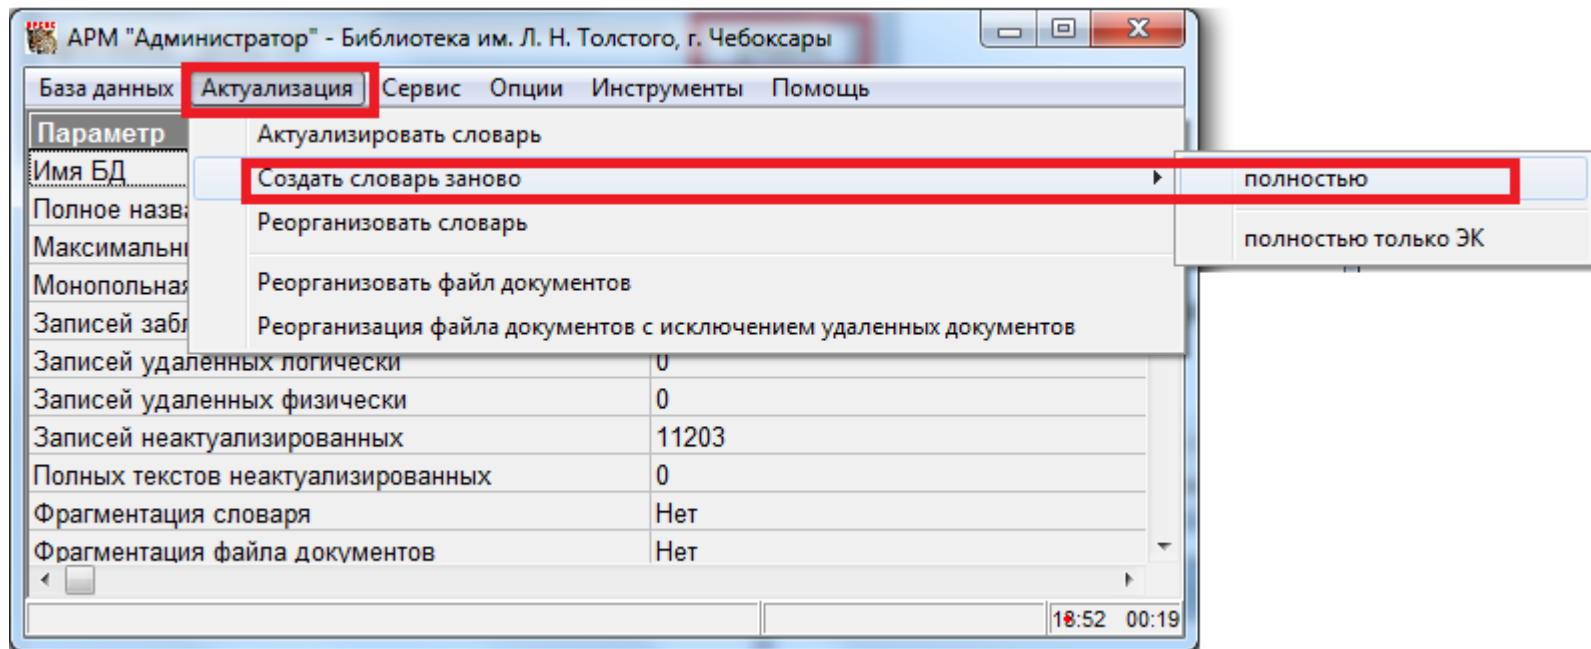 АРМ "Администратор" - Библиотека им. Л. Н. Толстого, г. Чебоксары
База данных Актуализация Сервис Опции Инструменты Помощь
Параметр
Актуализировать словарь
Имя БД
Создать словарь заново
полностью
Полное назва
Реорганизовать словарь
полностью только ЭК
Максимальн
Монопольная
Реорганизовать файл документов
Записей забл
Реорганизация файла документов с исключением удаленных документов
Записей удаленных логически 0
Записей удаленных физически 0
Записей неактуализированных 11203
Полных текстов неактуализированных 0
Фрагментация словаря Нет
Фрагментация файла документов Нет
18:52 00:19